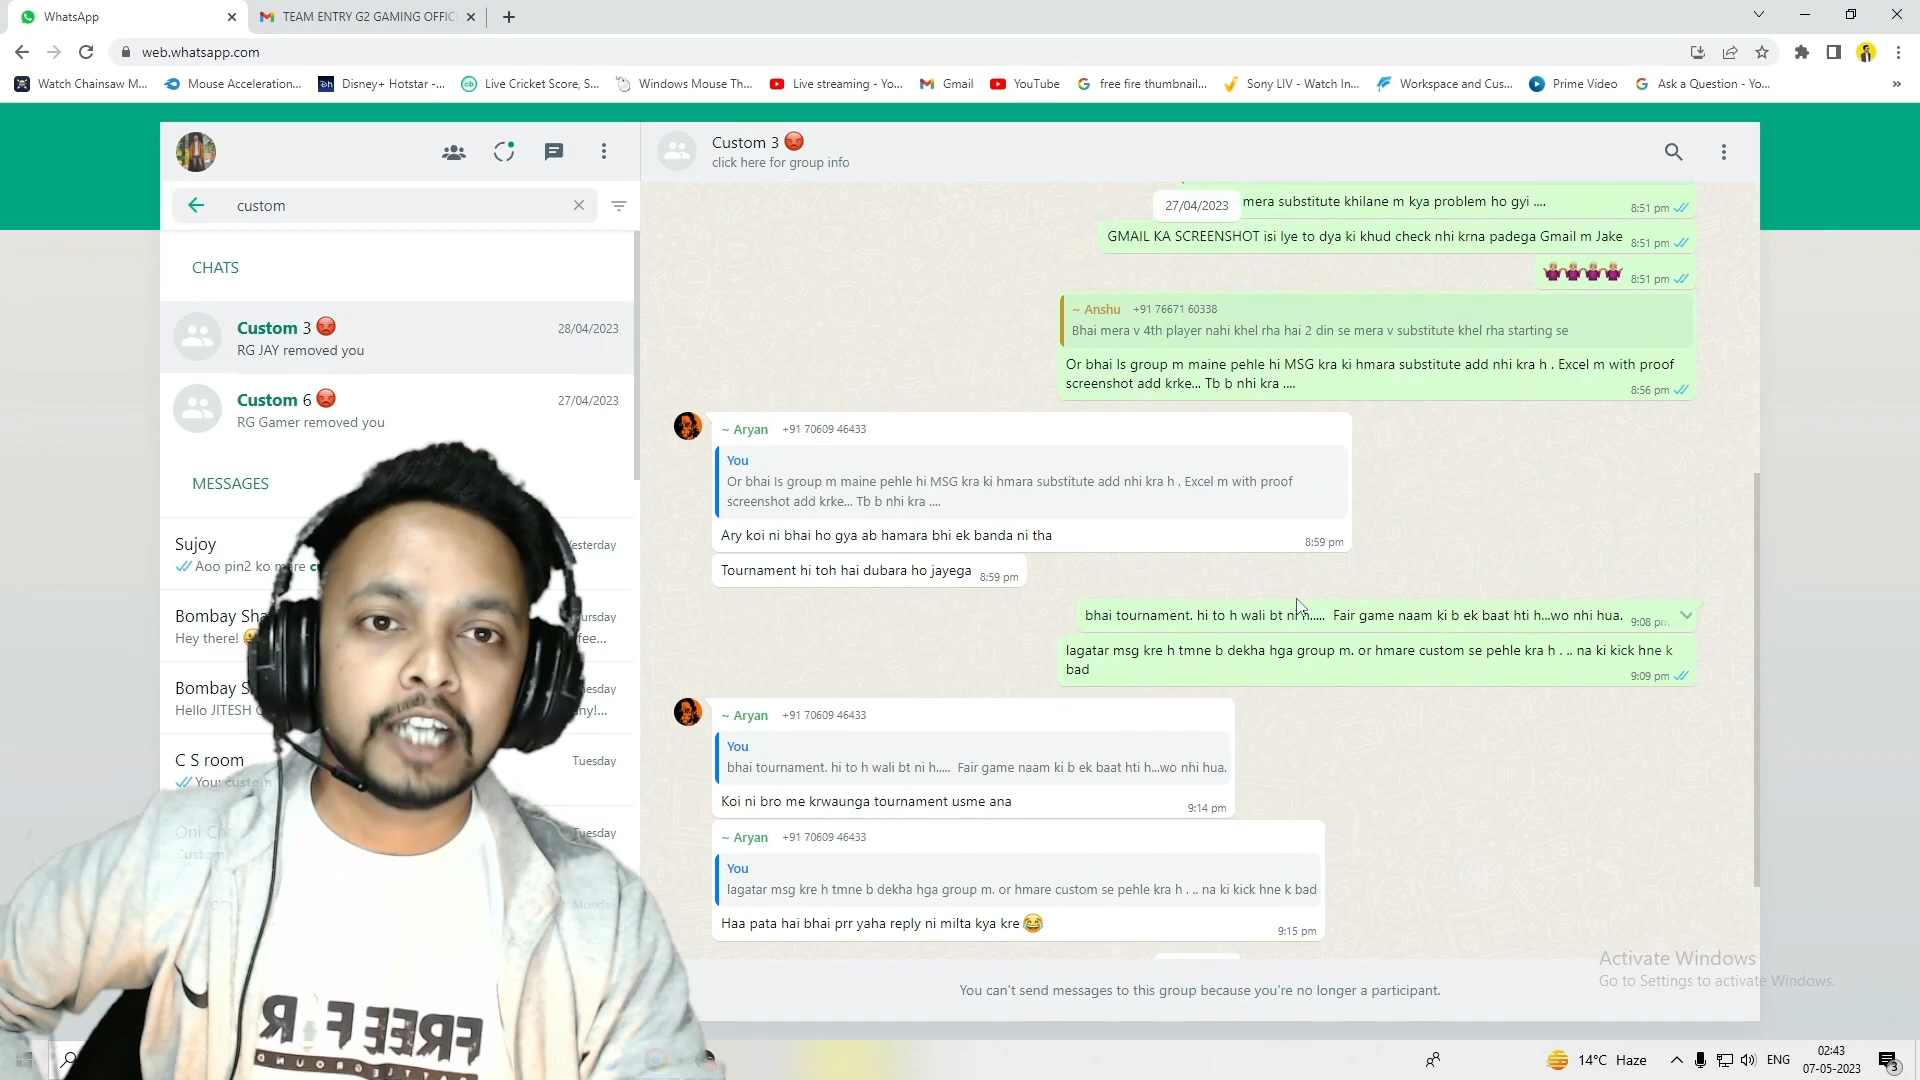 WhatsApp
TEAM ENTRY G2 GAMING OFFIC
web.whatsapp.com
Watch Chainsaw M...
Mouse Acceleration...
Disney+ Hotstar -...
Live Cricket Score, S...
Windows Mouse Th...
Live streaming - Yo...
Gmail
YouTube
free fire thumbnail...
Sony LIV - Watch In...
Workspace and Cus...
Prime Video
Ask a Question - Yo...
custom
CHATS
Custom 3 😡
28/04/2023
RG JAY removed you
Custom 6 😡
27/04/2023
RG Gamer removed you
MESSAGES
Sujoy
Yesterday
Aoo pin2 ko mare
Bombay Sha
Hey there!
fee...
Bombay S
Hello JITESH
any!...
C S room
Tuesday
You: custom
Tuesday
Custom 3 😡
click here for group info
27/04/2023
mera substitute khilane m kya problem ho gyi ....
8:51 pm
GMAIL KA SCREENSHOT isi lye to dya ki khud check nhi krna padega Gmail m Jake
8:51 pm
8:51 pm
~ Anshu +91 76671 60338
Bhai mera v 4th player nahi khel rha hai 2 din se mera v substitute khel rha starting se
Or bhai Is group m maine pehle hi MSG kra ki hmara substitute add nhi kra h . Excel m with proof
screenshot add krke... Tb b nhi kra ....
8:56 pm
~ Aryan +91 70609 46433
You
Or bhai Is group m maine pehle hi MSG kra ki hmara substitute add nhi kra h . Excel m with proof
screenshot add krke... Tb b nhi kra ....
Ary koi ni bhai ho gya ab hamara bhi ek banda ni tha
8:59 pm
Tournament hi toh hai dubara ho jayega
8:59 pm
bhai tournament. hi to h wali bt ni h..... Fair game naam ki b ek baat hti h...wo nhi hua.
9:08 pm
lagatar msg kre h tmne b dekha hga group m. or hmare custom se pehle kra h . .. na ki kick hne k
bad
9:09 pm
~ Aryan +91 70609 46433
You
bhai tournament. hi to h wali bt ni h..... Fair game naam ki b ek baat hti h...wo nhi hua.
Koi ni bro me krwaunga tournament usme ana
9:14 pm
~ Aryan +91 70609 46433
You
lagatar msg kre h tmne b dekha hga group m. or hmare custom se pehle kra h . .. na ki kick hne k bad
Haa pata hai bhai prr yaha reply ni milta kya kre 😂
9:15 pm
You can't send messages to this group because you're no longer a participant.
Activate Windows
Go to Settings to activate Windows.
FREE FIR
14°C Haze
ENG
02:43
07-05-2023
3